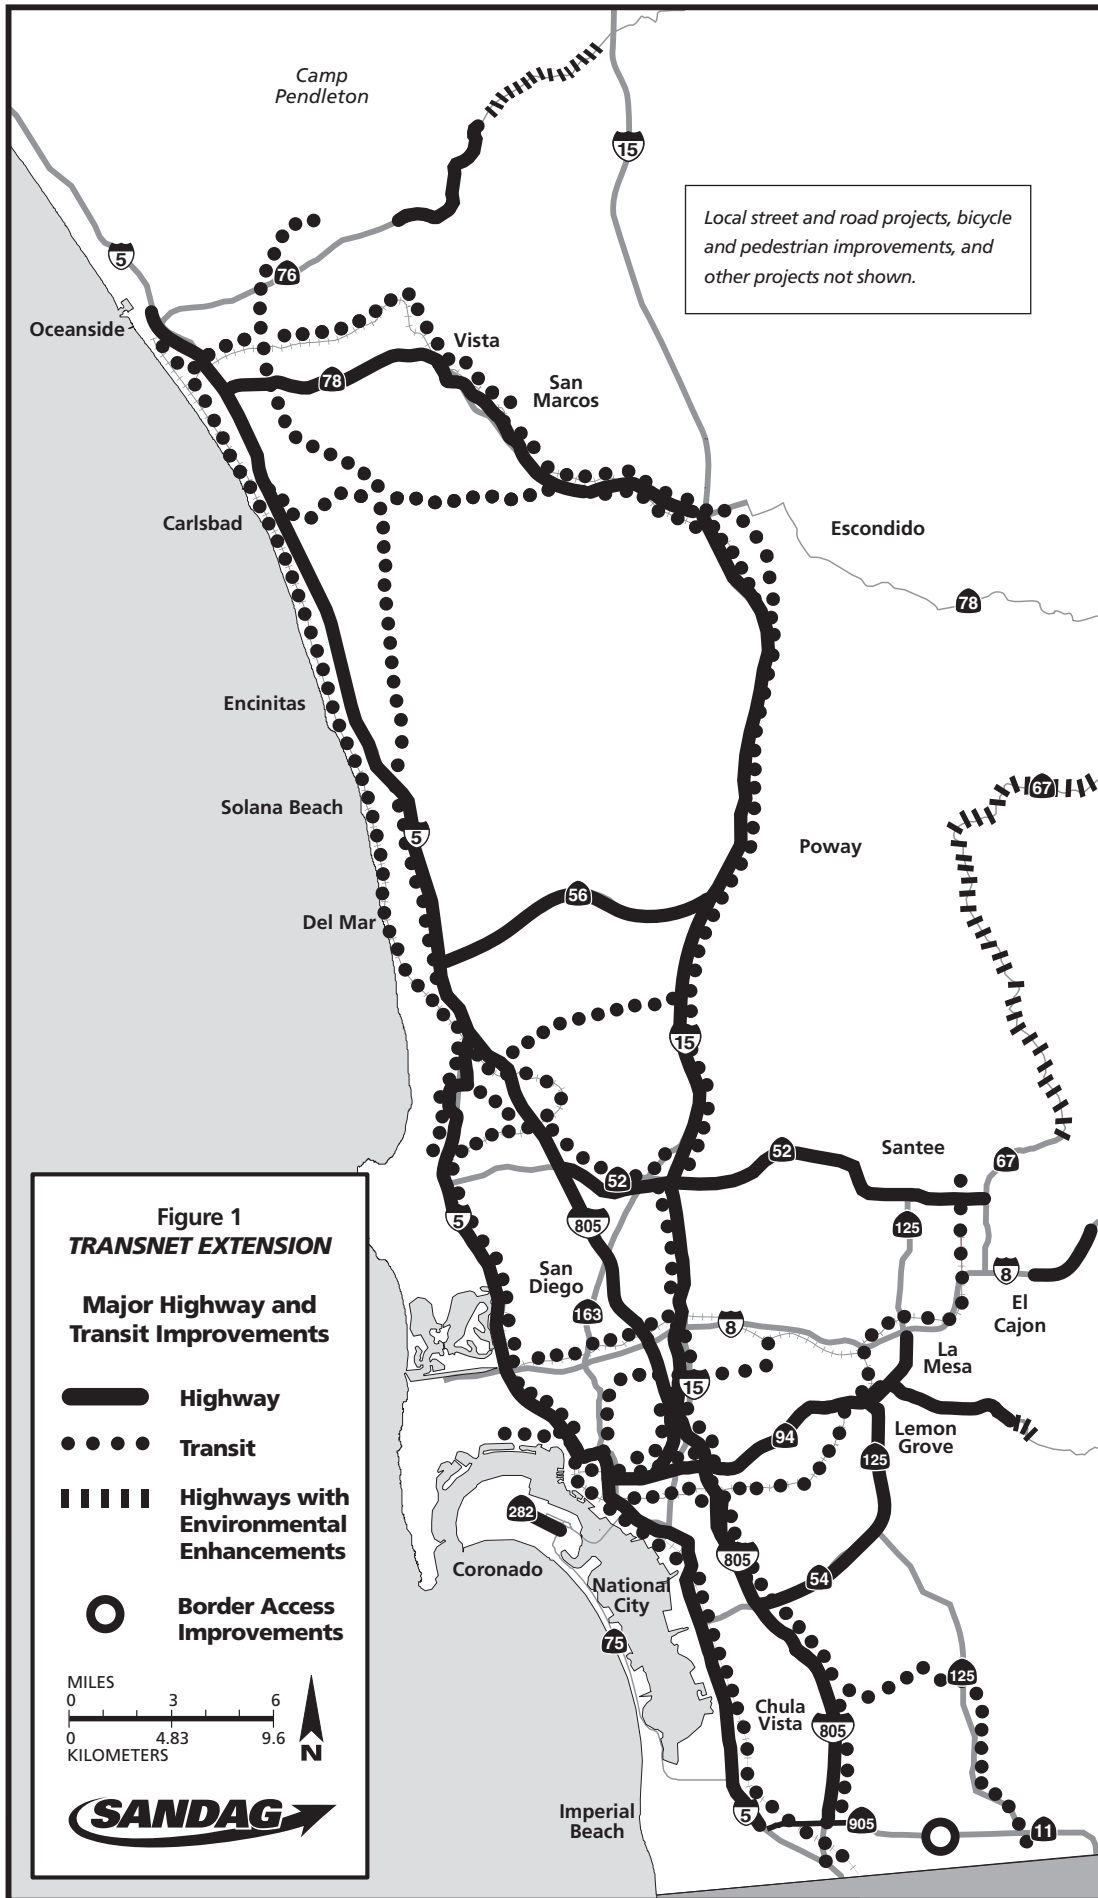 Camp
Pendleton
15
Local street and road projects, bicycle
and pedestrian improvements, and
other projects not shown.
5
76
Oceanside
Vista
78
San
Marcos
Carlsbad
Escondido
78
Encinitas
67
Solana Beach
5
Poway
56
Del Mar
15
Santee
52
67
52
125
5
805
San
Diego
8
El
Cajon
163
8
La
Mesa
15
Lemon
Grove
94
125
282
805
Coronado
54
National
City
75
125
Chula
Vista
805
Imperial
Beach
5
905
11
Figure 1
TRANSNET EXTENSION
Major Highway and
Transit Improvements
Highway
Transit
Highways with
Environmental
Enhancements
Border Access
Improvements
MILES
0 3 6
0 4.83 9.6
KILOMETERS
N
SANDAG